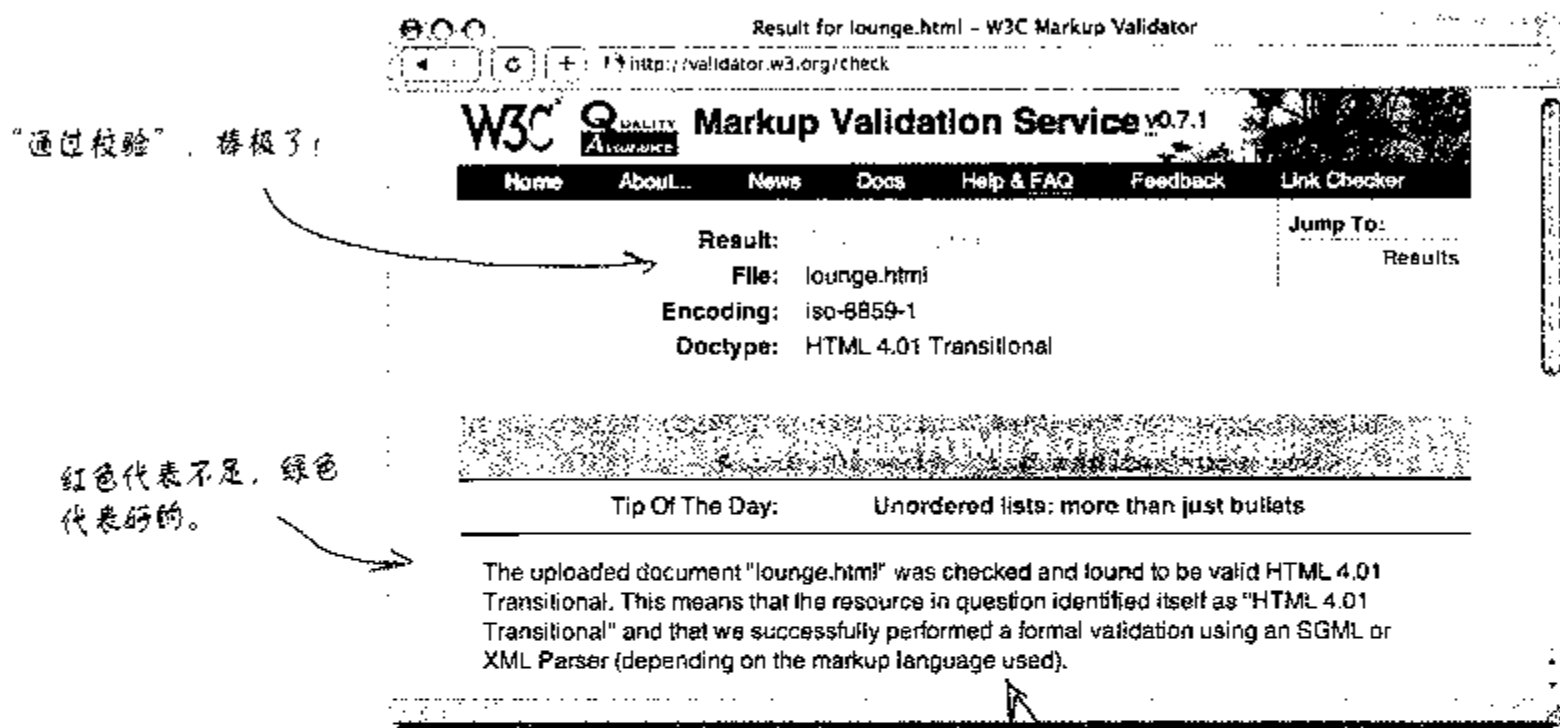 Result for lounge.html - W3C Markup Validator
http://validator.w3.org/check
W3C QUALITY Assurance Markup Validation Service v0.7.1
Home About... News Docs Help & FAQ Feedback Link Checker
"通过校验", 棒极了!
Result:
File: lounge.html
Encoding: iso-8859-1
Doctype: HTML 4.01 Transitional
Jump To:
Results
红色代表不足, 绿色
代表好的。
Tip Of The Day: Unordered lists: more than just bullets
The uploaded document "lounge.html" was checked and found to be valid HTML 4.01
Transitional. This means that the resource in question identified itself as "HTML 4.01
Transitional" and that we successfully performed a formal validation using an SGML or
XML Parser (depending on the markup language used).